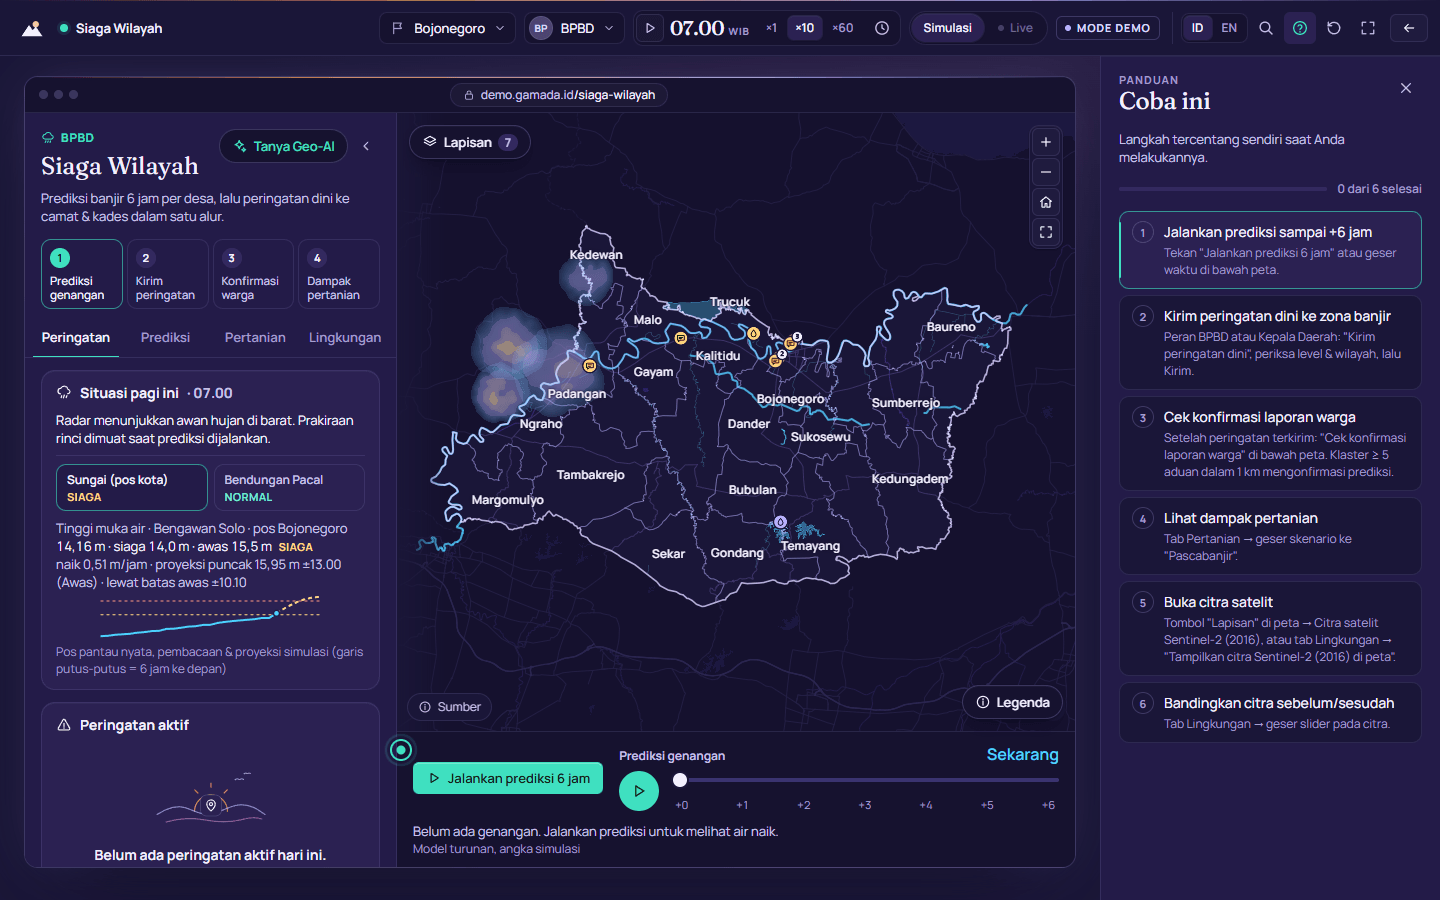 Siaga Wilayah
Bojonegoro
BP BPBD
07.00 WIB
×1 ×10 ×60
Simulasi Live
MODE DEMO
ID EN
demo.gamada.id/siaga-wilayah
BPBD
Siaga Wilayah
Tanya Geo-AI
Prediksi banjir 6 jam per desa, lalu peringatan dini ke
camat & kades dalam satu alur.
1
Prediksi
genangan
2
Kirim
peringatan
3
Konfirmasi
warga
4
Dampak
pertanian
Peringatan Prediksi Pertanian Lingkungan
Situasi pagi ini · 07.00
Radar menunjukkan awan hujan di barat. Prakiraan
rinci dimuat saat prediksi dijalankan.
Sungai (pos kota)
SIAGA
Bendungan Pacal
NORMAL
Tinggi muka air · Bengawan Solo · pos Bojonegoro
14,16 m · siaga 14,0 m · awas 15,5 m SIAGA
naik 0,51 m/jam · proyeksi puncak 15,95 m ±13.00
(Awas) · lewat batas awas ±10.10
Pos pantau nyata, pembacaan & proyeksi simulasi (garis
putus-putus = 6 jam ke depan)
Peringatan aktif
Belum ada peringatan aktif hari ini.
Lapisan 7
Kedewan
Trucuk
Malo
Baureno
3
2
Kalitidu
Gayam
Padangan
Bojonegoro
Sumberrejo
Ngraho
Dander
Sukosewu
Tambakrejo
Kedungadem
Bubulan
Margomulyo
Temayang
Sekar
Gondang
Sumber
Legenda
Jalankan prediksi 6 jam
Prediksi genangan
Sekarang
+0 +1 +2 +3 +4 +5 +6
Belum ada genangan. Jalankan prediksi untuk melihat air naik.
Model turunan, angka simulasi
PANDUAN
Coba ini
Langkah tercentang sendiri saat Anda
melakukannya.
0 dari 6 selesai
1
Jalankan prediksi sampai +6 jam
Tekan "Jalankan prediksi 6 jam" atau geser
waktu di bawah peta.
2
Kirim peringatan dini ke zona banjir
Peran BPBD atau Kepala Daerah: "Kirim
peringatan dini", periksa level & wilayah, lalu
Kirim.
3
Cek konfirmasi laporan warga
Setelah peringatan terkirim: "Cek konfirmasi
laporan warga" di bawah peta. Klaster ≥ 5
aduan dalam 1 km mengonfirmasi prediksi.
4
Lihat dampak pertanian
Tab Pertanian → geser skenario ke
"Pascabanjir".
5
Buka citra satelit
Tombol "Lapisan" di peta → Citra satelit
Sentinel-2 (2016), atau tab Lingkungan →
"Tampilkan citra Sentinel-2 (2016) di peta".
6
Bandingkan citra sebelum/sesudah
Tab Lingkungan → geser slider pada citra.